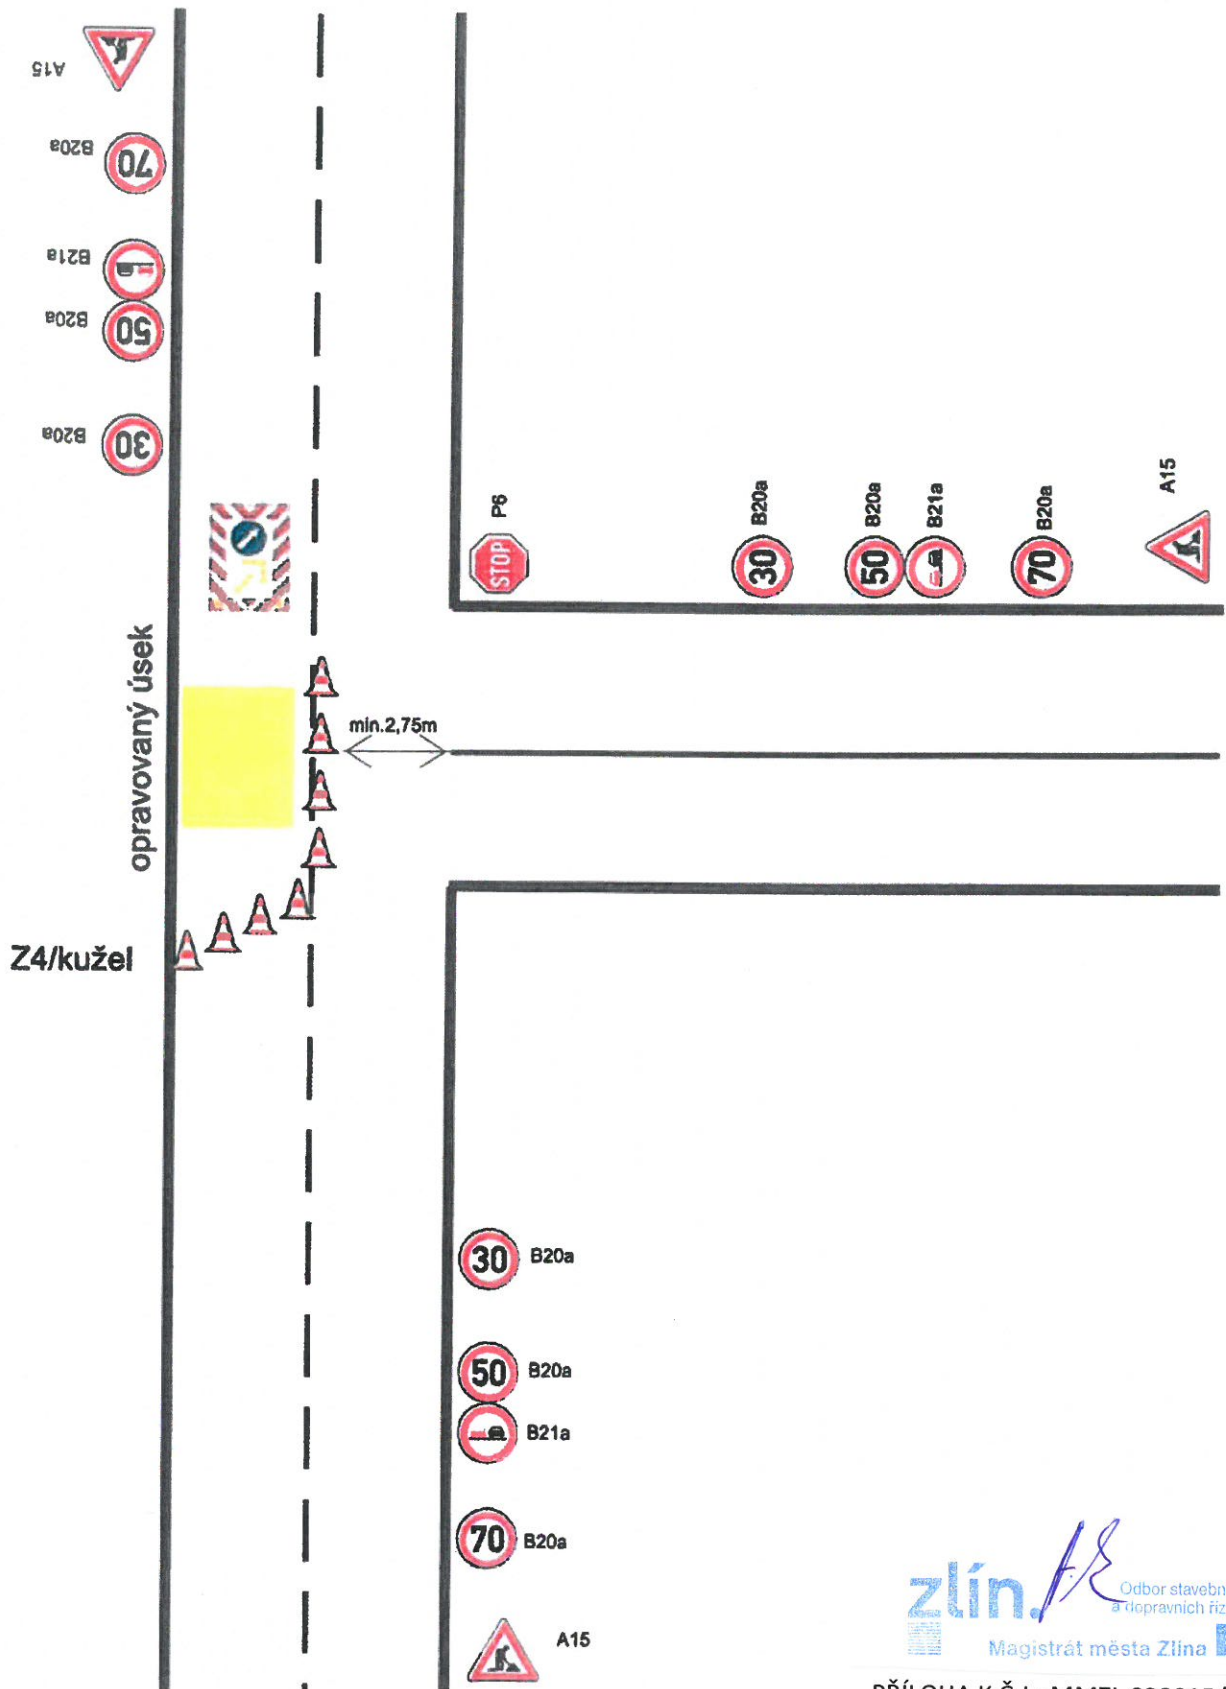 A15
B20a
70
B21a
B20a
50
B20a
30
P6
STOP
B20a
30
B20a
50
B21a
B20a
70
A15
opravovaný úsek
min.2,75m
Z4/kužel
30 B20a
50 B20a
B21a
70 B20a
A15
zlín.
Odbor stavebn
a dopravních říz
Magistrát města Zlína